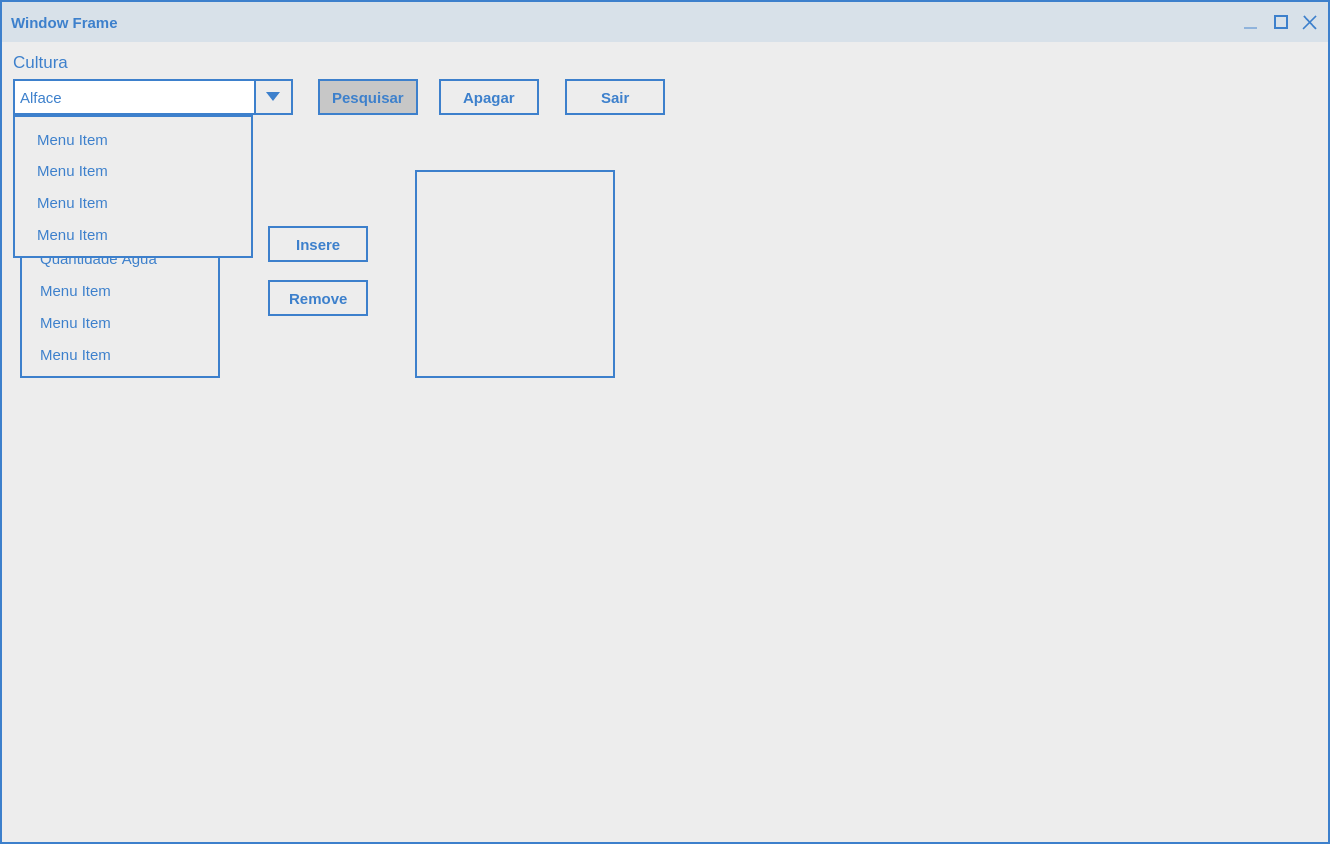 Window Frame
Cultura
Alface
Pesquisar
Apagar
Sair
Menu Item
Menu Item
Menu Item
Menu Item
Insere
Quantidade Água
Menu Item
Remove
Menu Item
Menu Item